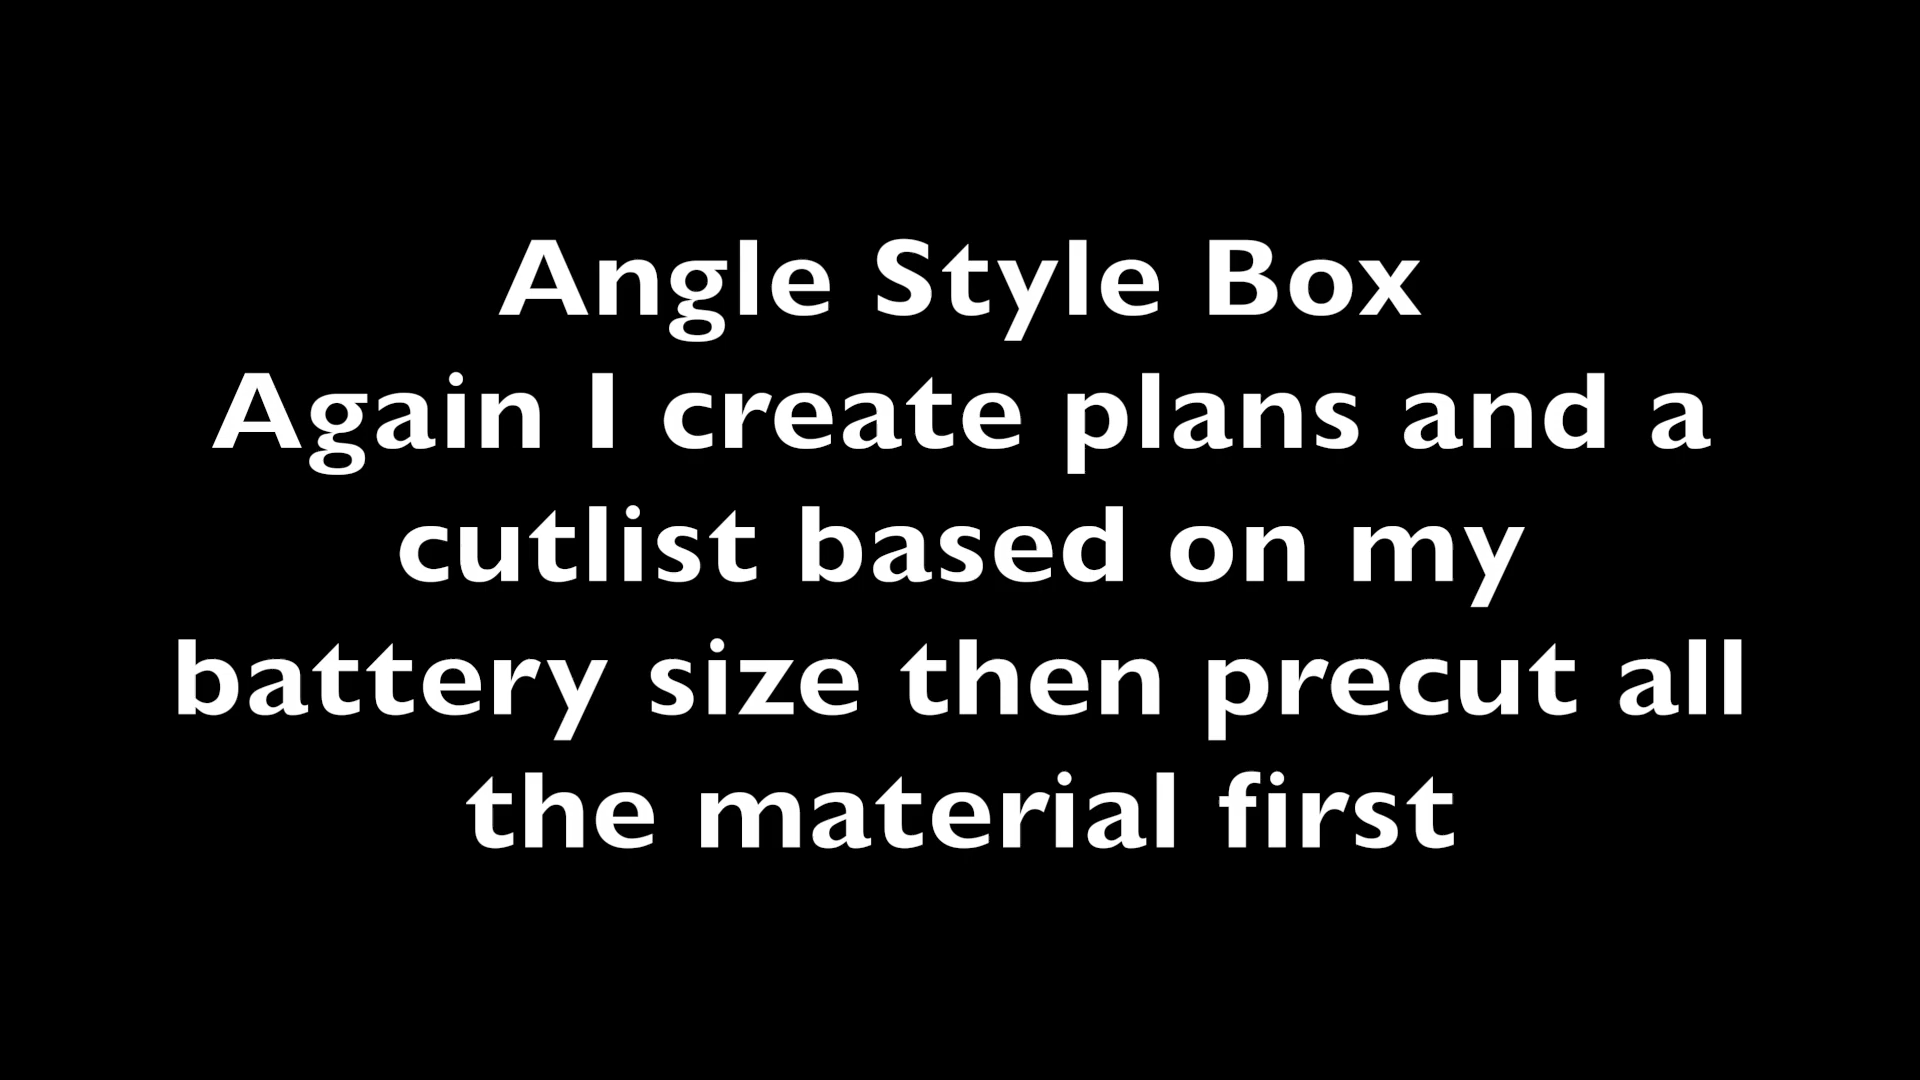 Angle Style Box
Again I create plans and a
cutlist based on my
battery size then precut all
the material first